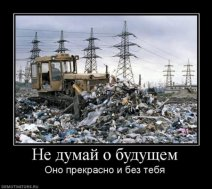 Не думай о будущем
Оно прекрасно и без тебя